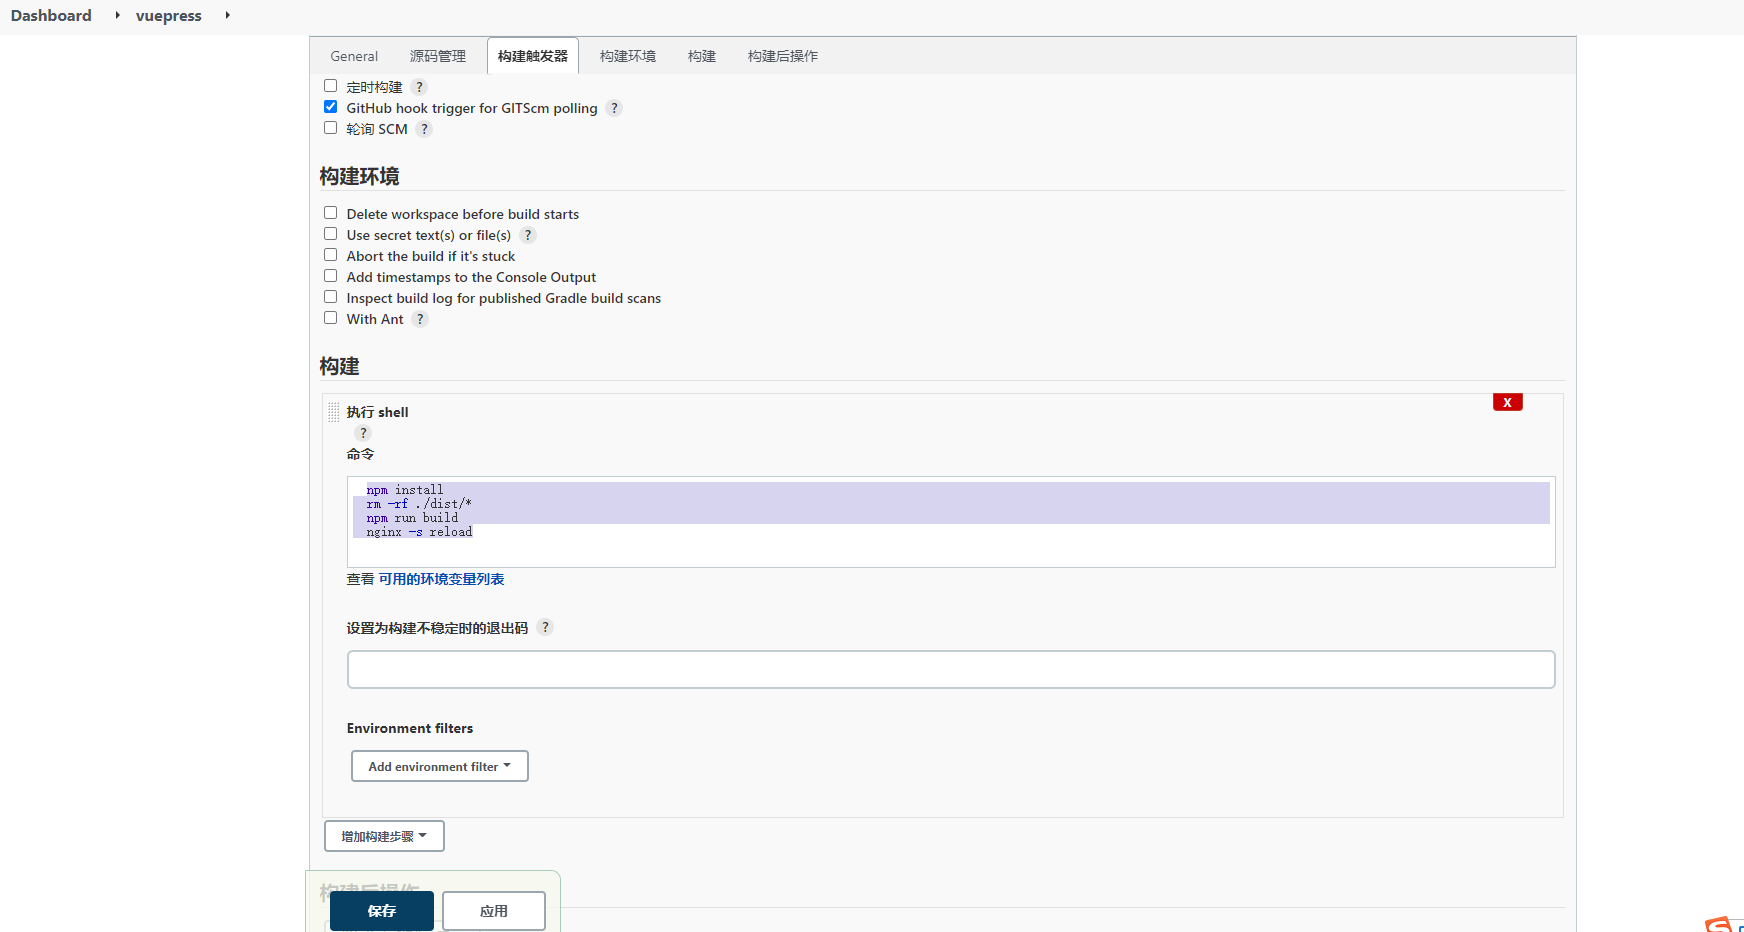 Dashboard vuepress
General 源码管理 构建触发器 构建环境 构建 构建后操作
定时构建 ?
GitHub hook trigger for GITScm polling ?
轮询 SCM ?
构建环境
Delete workspace before build starts
Use secret text(s) or file(s) ?
Abort the build if it's stuck
Add timestamps to the Console Output
Inspect build log for published Gradle build scans
With Ant ?
构建
X
执行 shell
?
命令
npm install
rm -rf ./dist/*
npm run build
nginx -s reload
查看 可用的环境变量列表
设置为构建不稳定时的退出码 ?
Environment filters
Add environment filter
增加构建步骤
构建后操作
保存 应用